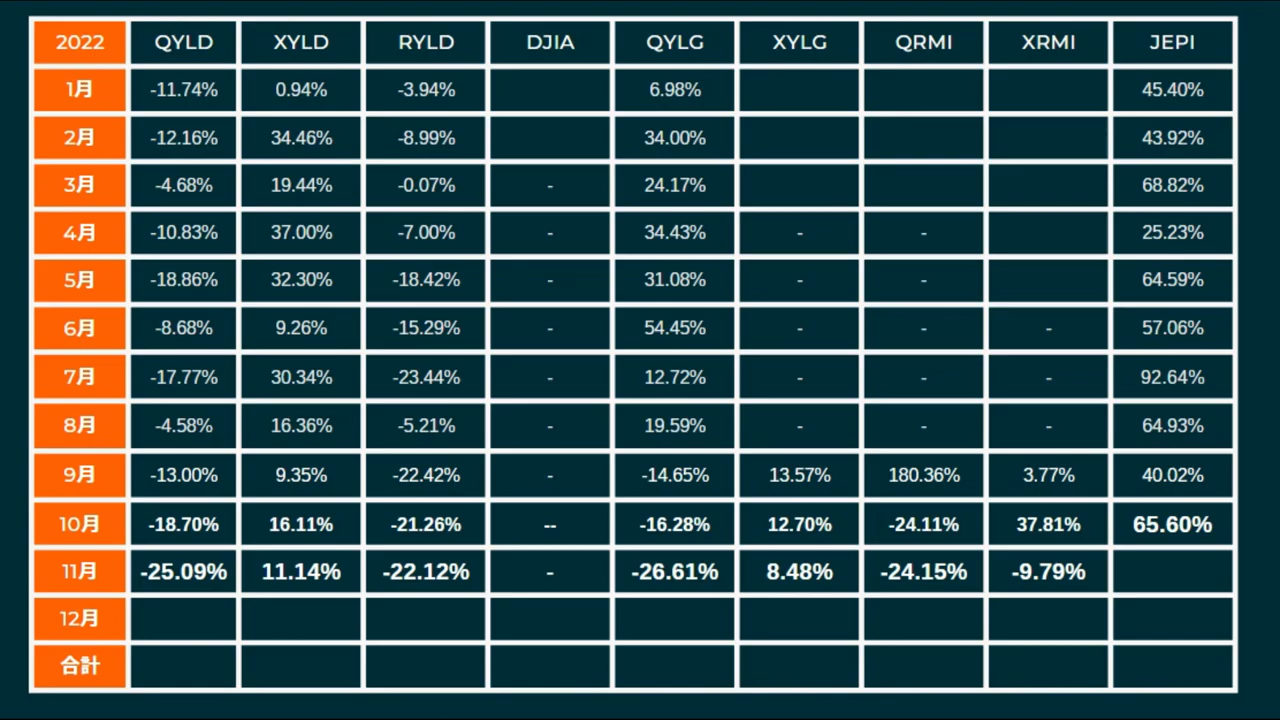 2022 QYLD XYLD RYLD DJIA QYLG XYLG QRMI XRMI JEPI
1月 -11.74% 0.94% -3.94% 6.98% 45.40%
2月 -12.16% 34.46% -8.99% 34.00% 43.92%
3月 -4.68% 19.44% -0.07% - 24.17% 68.82%
4月 -10.83% 37.00% -7.00% - 34.43% - - 25.23%
5月 -18.86% 32.30% -18.42% - 31.08% - - 64.59%
6月 -8.68% 9.26% -15.29% - 54.45% - - - 57.06%
7月 -17.77% 30.34% -23.44% - 12.72% - - - 92.64%
8月 -4.58% 16.36% -5.21% - 19.59% - - - 64.93%
9月 -13.00% 9.35% -22.42% - -14.65% 13.57% 180.36% 3.77% 40.02%
10月 -18.70% 16.11% -21.26% -- -16.28% 12.70% -24.11% 37.81% 65.60%
11月 -25.09% 11.14% -22.12% - -26.61% 8.48% -24.15% -9.79%
12月
合計